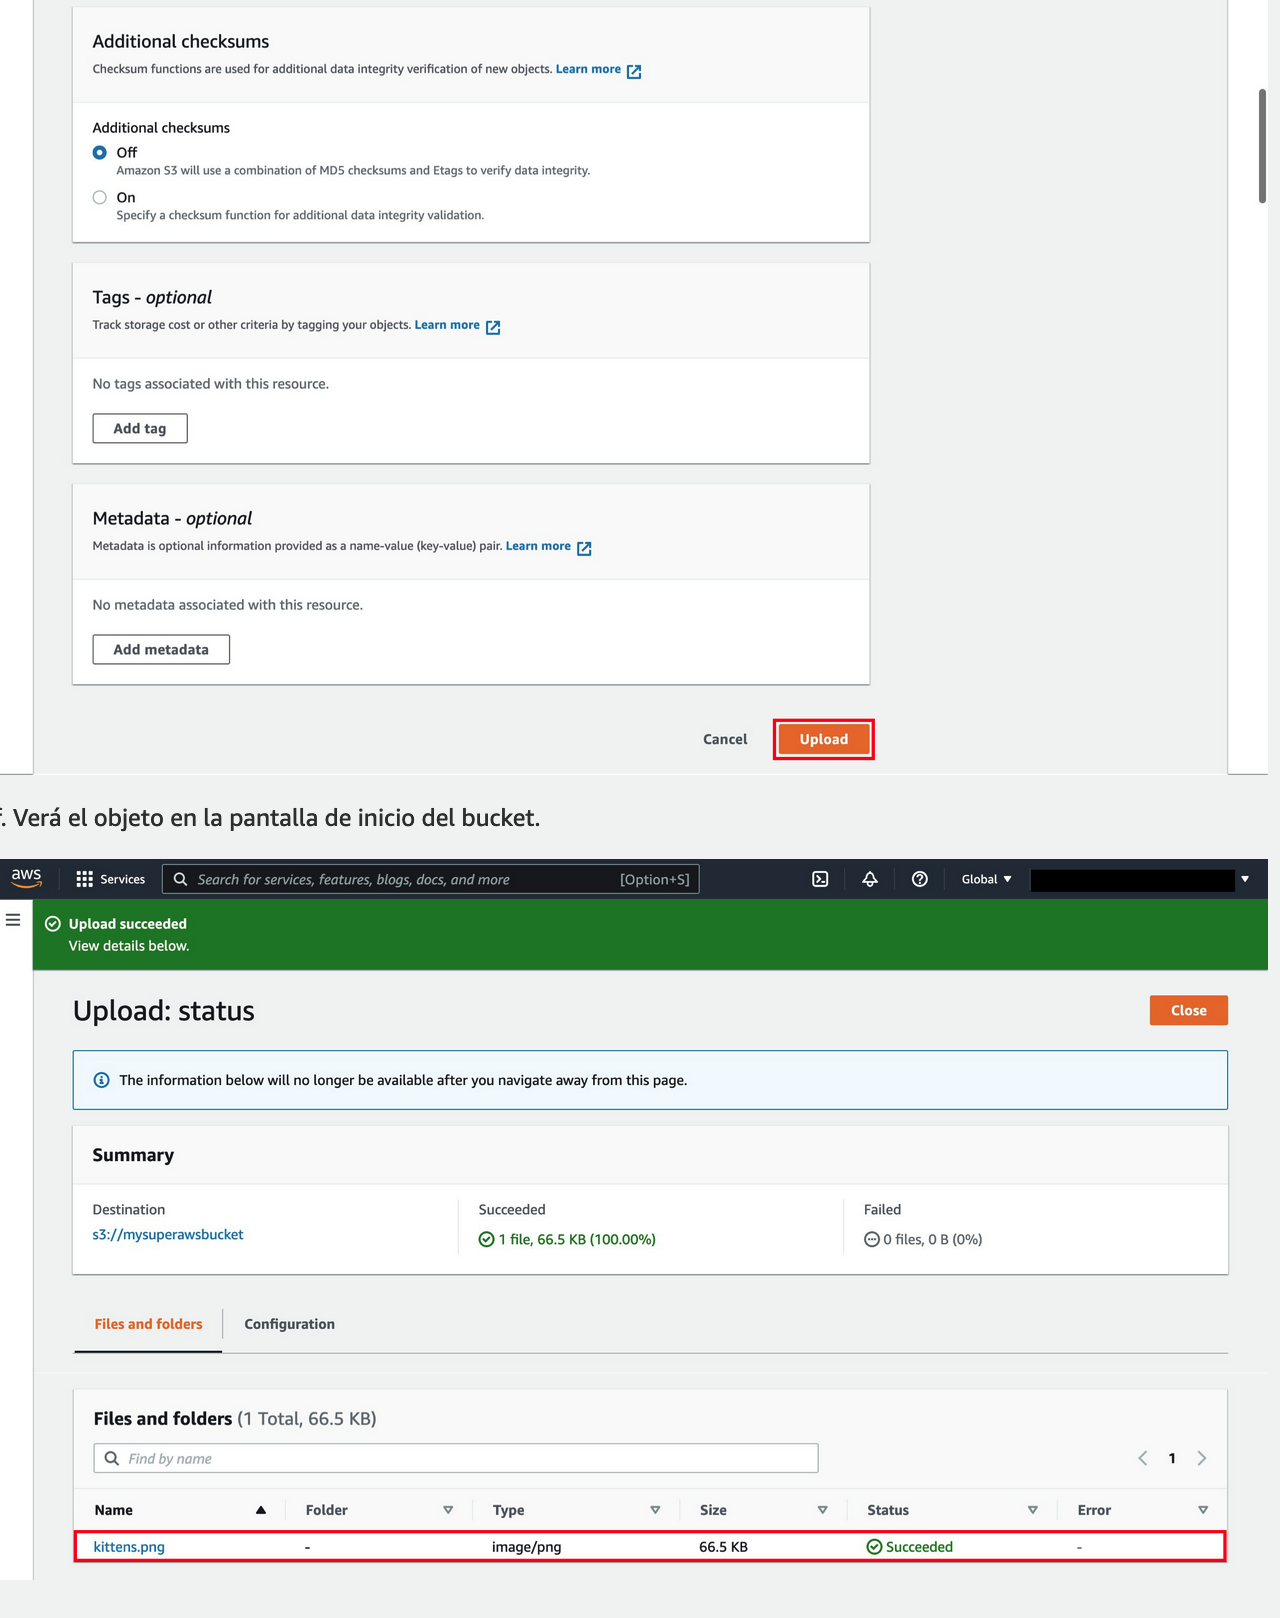 Additional checksums
Checksum functions are used for additional data integrity verification of new objects. Learn more
Additional checksums
Off
Amazon S3 will use a combination of MD5 checksums and Etags to verify data integrity.
On
Specify a checksum function for additional data integrity validation.
Tags - optional
Track storage cost or other criteria by tagging your objects. Learn more
No tags associated with this resource.
Add tag
Metadata - optional
Metadata is optional information provided as a name-value (key-value) pair. Learn more
No metadata associated with this resource.
Add metadata
Cancel Upload
f. Verá el objeto en la pantalla de inicio del bucket.
aws Services Search for services, features, blogs, docs, and more [Option+S] Global
Upload succeeded
View details below.
Upload: status Close
The information below will no longer be available after you navigate away from this page.
Summary
Destination Succeeded Failed
s3://mysuperawsbucket 1 file, 66.5 KB (100.00%) 0 files, 0 B (0%)
Files and folders Configuration
Files and folders (1 Total, 66.5 KB)
Find by name 1
Name Folder Type Size Status Error
kittens.png - image/png 66.5 KB Succeeded -